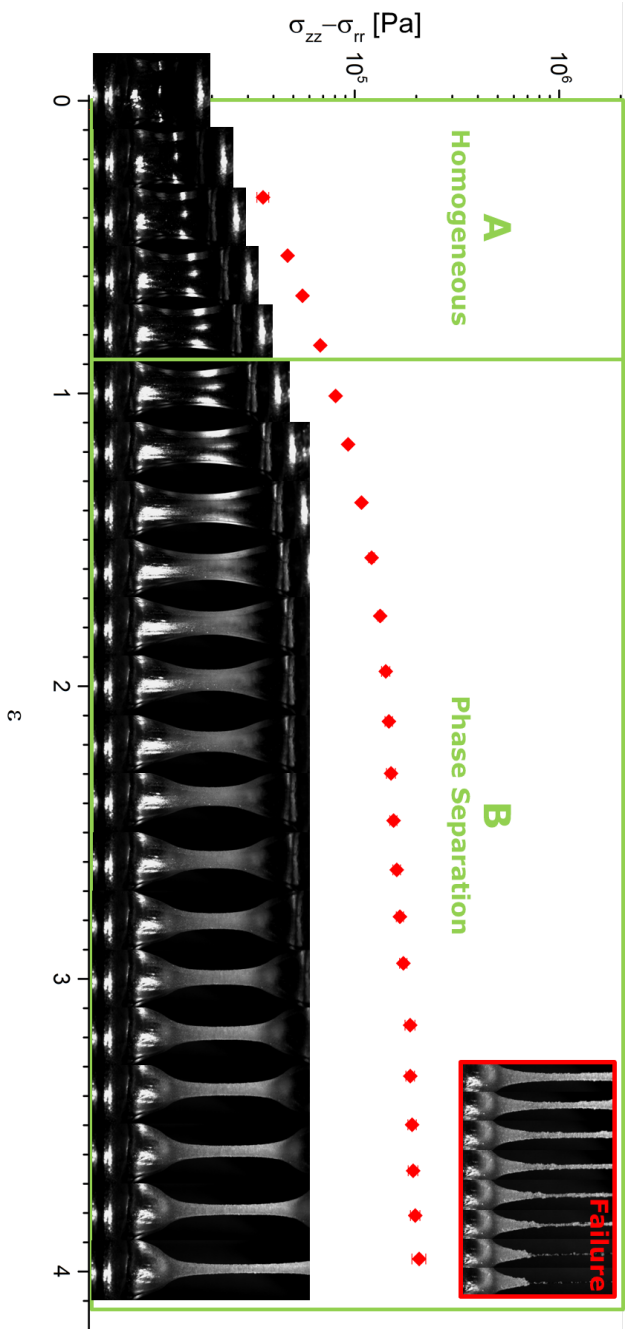 σzz−σrr [Pa]
10⁵
10⁶
A
Homogeneous
B
Phase Separation
Failure
0
1
2
3
4
ε